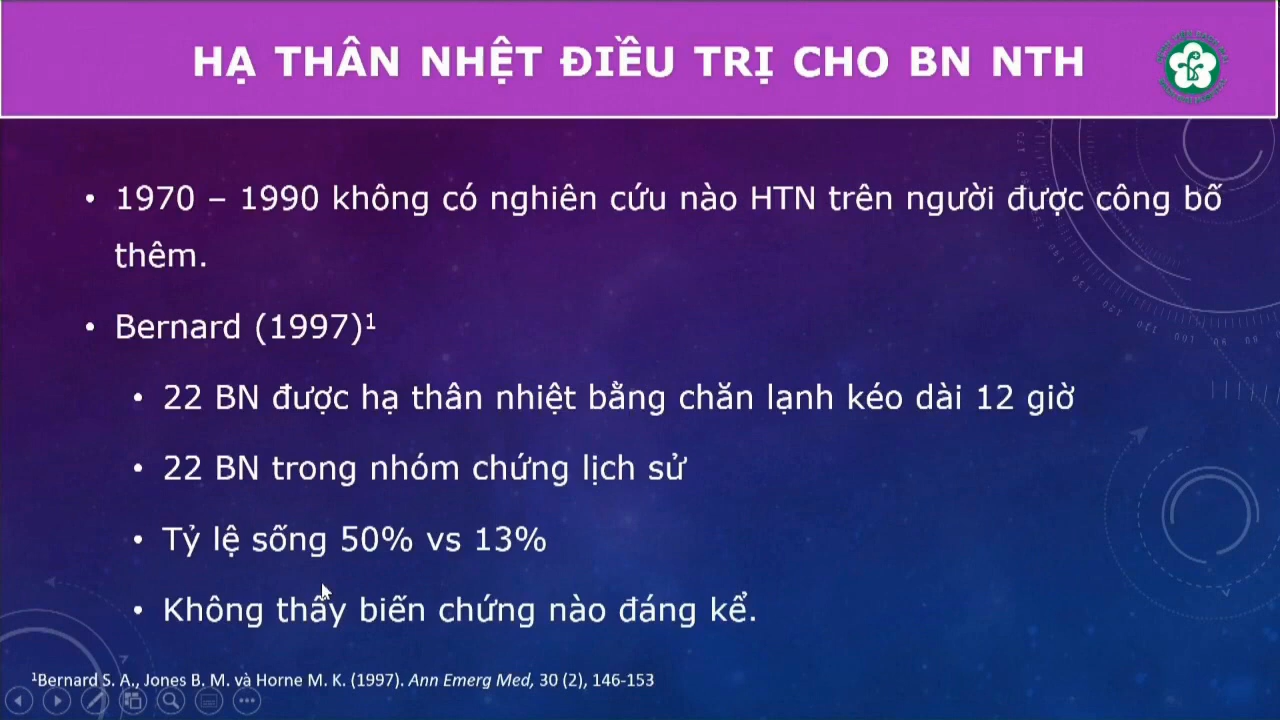 HẠ THÂN NHỆT ĐIỀU TRỊ CHO BN NTH
• 1970 – 1990 không có nghiên cứu nào HTN trên người được công bố
thêm.
• Bernard (1997)¹
• 22 BN được hạ thân nhiệt bằng chăn lạnh kéo dài 12 giờ
• 22 BN trong nhóm chứng lịch sử
• Tỷ lệ sống 50% vs 13%
• Không thấy biến chứng nào đáng kể.
¹Bernard S. A., Jones B. M. và Horne M. K. (1997). Ann Emerg Med, 30 (2), 146-153